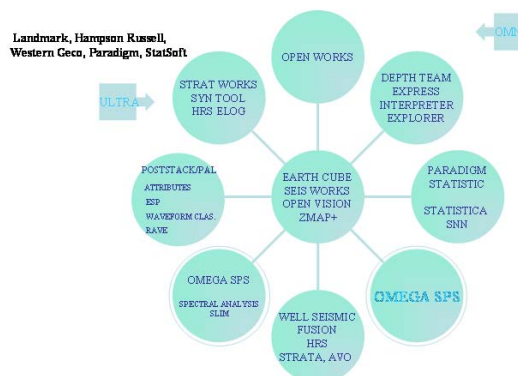 Landmark, Hampson Russell,
Western Geco, Paradigm, StatSoft
OPEN WORKS
ULTRA
STRAT WORKS
SYN TOOL
HRS ELOG
DEPTH TEAM
EXPRESS
INTERPRETER
EXPLORER
POSTSTACK/PAL
ATTRIBUTES
ESP
WAVEFORM CLAS.
RAVE
EARTH CUBE
SEIS WORKS
OPEN VISION
ZMAP+
PARADIGM
STATISTIC
STATISTICA
SNN
OMEGA SPS
SPECTRAL ANALYSIS
SLIM
WELL SEISMIC
FUSION
HRS
STRATA, AVO
OMEGA SPS